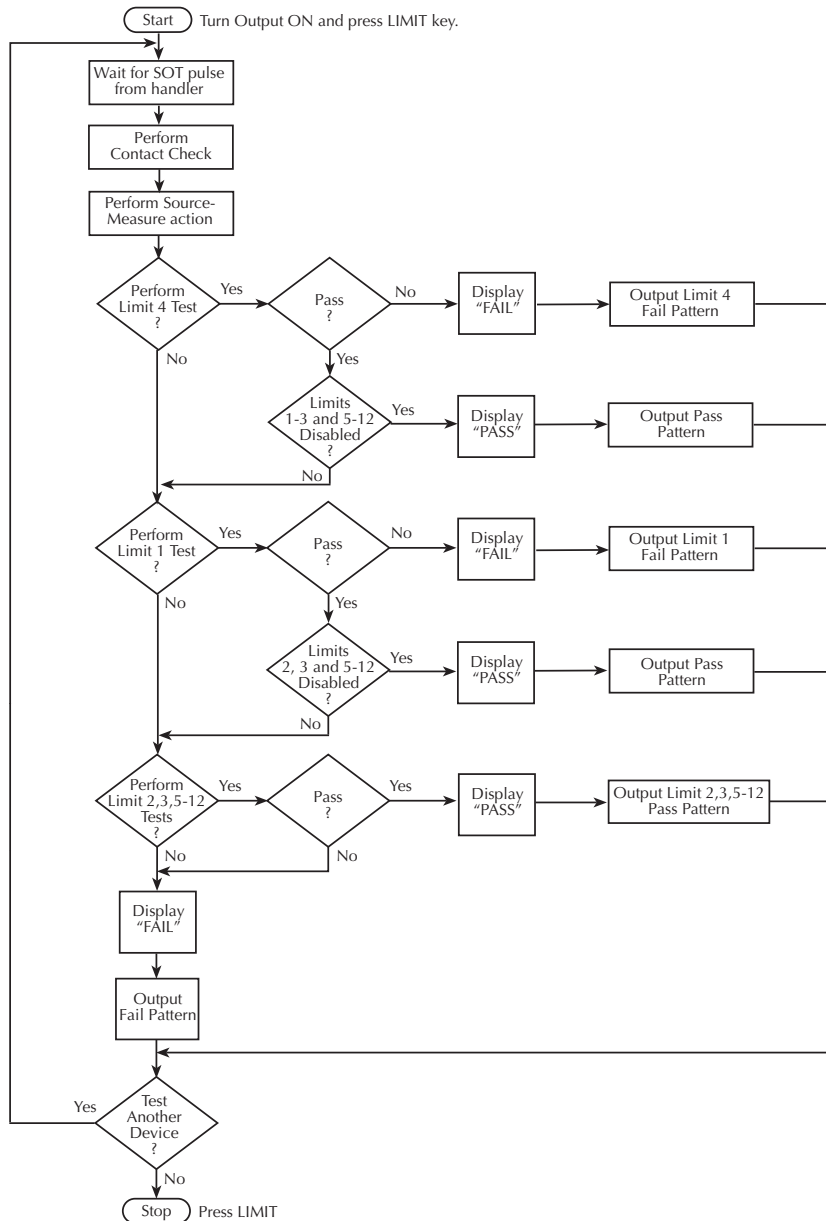 Start
Turn Output ON and press LIMIT key.
Wait for SOT pulse
from handler
Perform
Contact Check
Perform Source-
Measure action
Perform
Limit 4 Test
?
Yes
Pass
?
No
Display
“FAIL”
Output Limit 4
Fail Pattern
No
Yes
Limits
1-3 and 5-12
Disabled
?
Yes
Display
“PASS”
Output Pass
Pattern
No
Perform
Limit 1 Test
?
Yes
Pass
?
No
Display
“FAIL”
Output Limit 1
Fail Pattern
No
Yes
Limits
2, 3 and 5-12
Disabled
?
Yes
Display
“PASS”
Output Pass
Pattern
No
Perform
Limit 2,3,5-12
Tests
?
Yes
Pass
?
Yes
Display
“PASS”
Output Limit 2,3,5-12
Pass Pattern
No
No
Display
“FAIL”
Output
Fail Pattern
Yes
Test
Another
Device
?
No
Stop
Press LIMIT